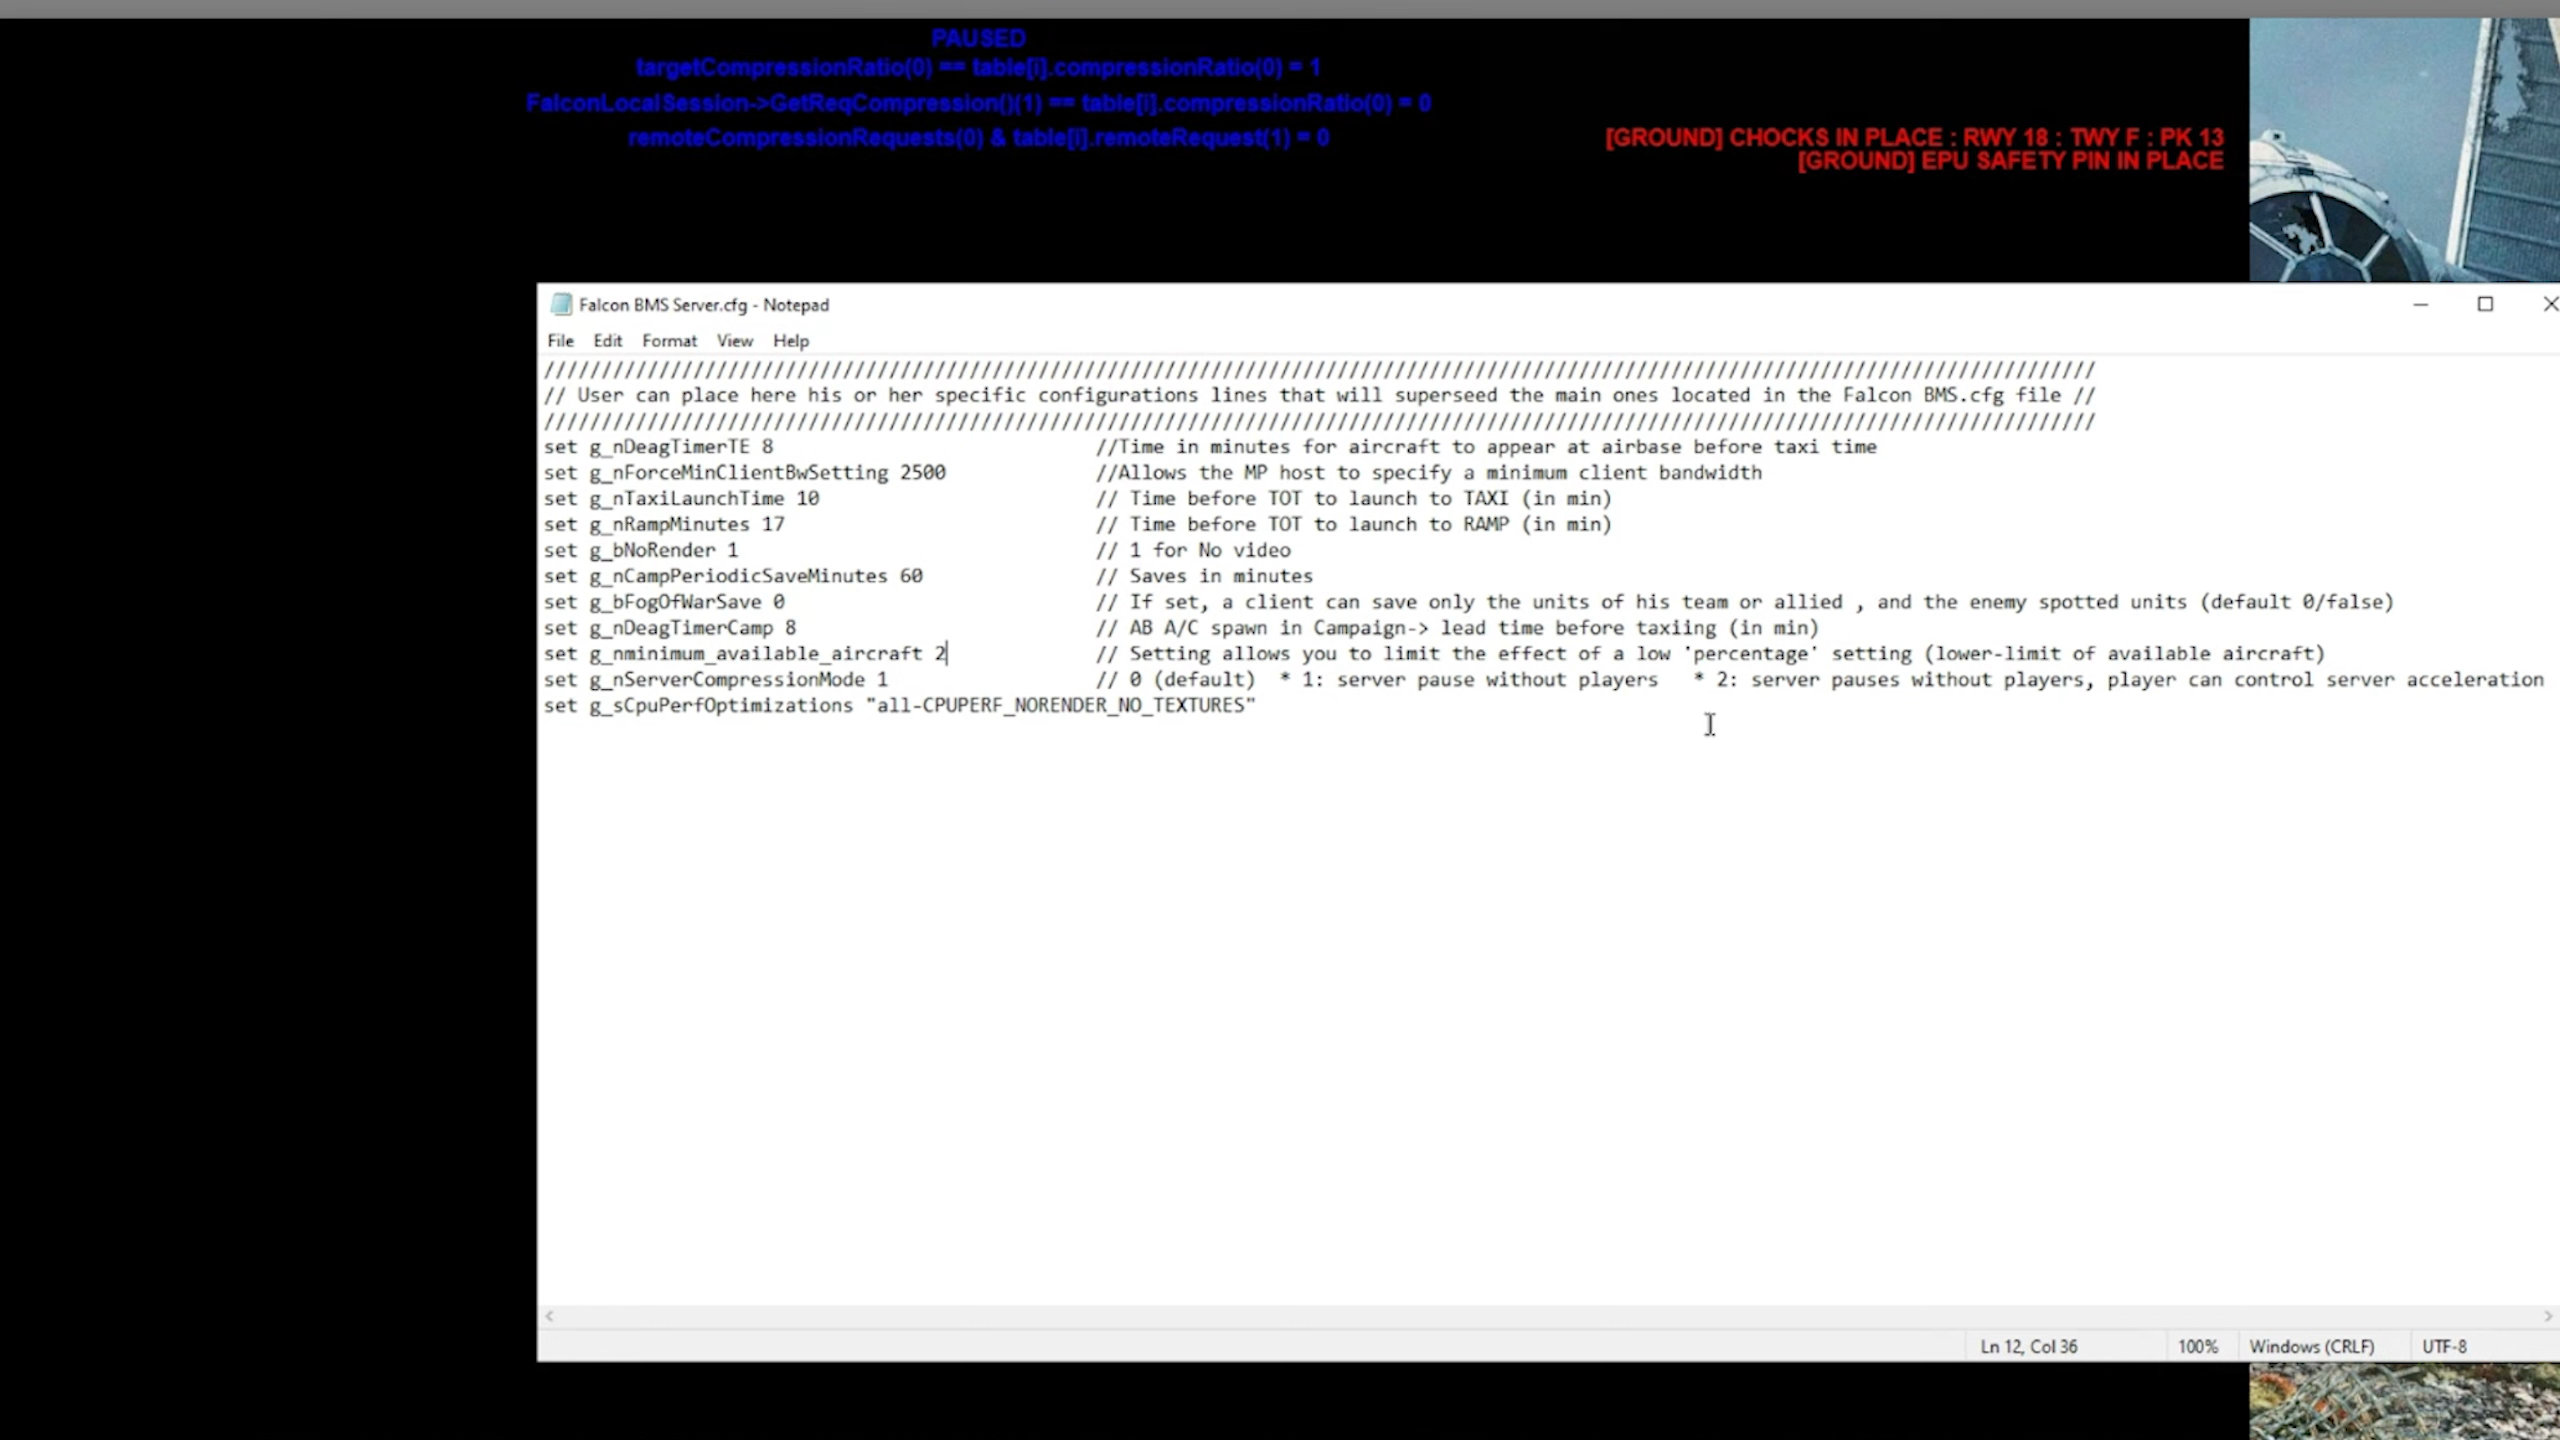 PAUSED
targetCompressionRatio(0) == table[i].compressionRatio(0) = 1
FalconLocalSession->GetReqCompression()(1) == table[i].compressionRatio(0) = 0
remoteCompressionRequests(0) & table[i].remoteRequest(1) = 0
[GROUND] CHOCKS IN PLACE : RWY 18 : TWY F : PK 13
[GROUND] EPU SAFETY PIN IN PLACE
Falcon BMS Server.cfg - Notepad
File Edit Format View Help
///////////////////////////////////////////////////////////////////////////////////////////////////////////////////////////////////////
// User can place here his or her specific configurations lines that will superseed the main ones located in the Falcon BMS.cfg file //
///////////////////////////////////////////////////////////////////////////////////////////////////////////////////////////////////////
set g_nDeagTimerTE 8 //Time in minutes for aircraft to appear at airbase before taxi time
set g_nForceMinClientBwSetting 2500 //Allows the MP host to specify a minimum client bandwidth
set g_nTaxiLaunchTime 10 // Time before TOT to launch to TAXI (in min)
set g_nRampMinutes 17 // Time before TOT to launch to RAMP (in min)
set g_bNoRender 1 // 1 for No video
set g_nCampPeriodicSaveMinutes 60 // Saves in minutes
set g_bFogOfWarSave 0 // If set, a client can save only the units of his team or allied , and the enemy spotted units (default 0/false)
set g_nDeagTimerCamp 8 // AB A/C spawn in Campaign-> lead time before taxiing (in min)
set g_nminimum_available_aircraft 2 // Setting allows you to limit the effect of a low 'percentage' setting (lower-limit of available aircraft)
set g_nServerCompressionMode 1 // 0 (default) * 1: server pause without players * 2: server pauses without players, player can control server acceleration
set g_sCpuPerfOptimizations "all-CPUPERF_NORENDER_NO_TEXTURES"
Ln 12, Col 36 100% Windows (CRLF) UTF-8